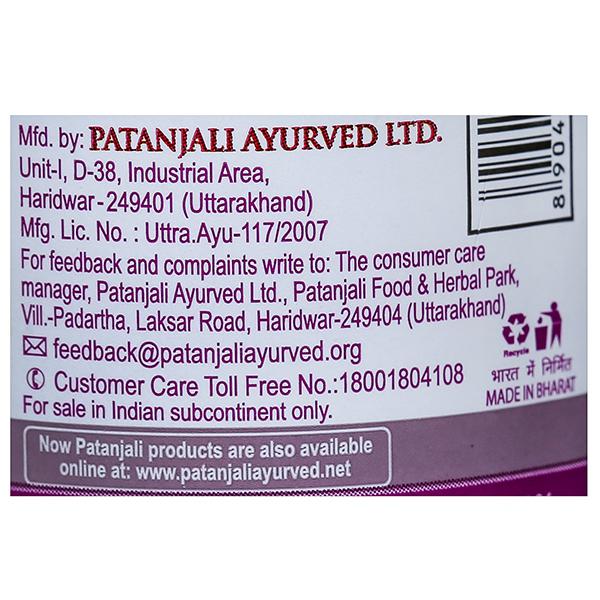 Mfd. by: PATANJALI AYURVED LTD.
Unit-I, D-38, Industrial Area,
Haridwar-249401 (Uttarakhand)
Mfg. Lic. No. : Uttra.Ayu-117/2007
For feedback and complaints write to: The consumer care
manager, Patanjali Ayurved Ltd., Patanjali Food & Herbal Park,
Vill.-Padartha, Laksar Road, Haridwar-249404 (Uttarakhand)
feedback@patanjaliayurved.org
Customer Care Toll Free No.:18001804108
For sale in Indian subcontinent only.
8 904
Recycle
भारत में निर्मित
MADE IN BHARAT
Now Patanjali products are also available
online at: www.patanjaliayurved.net